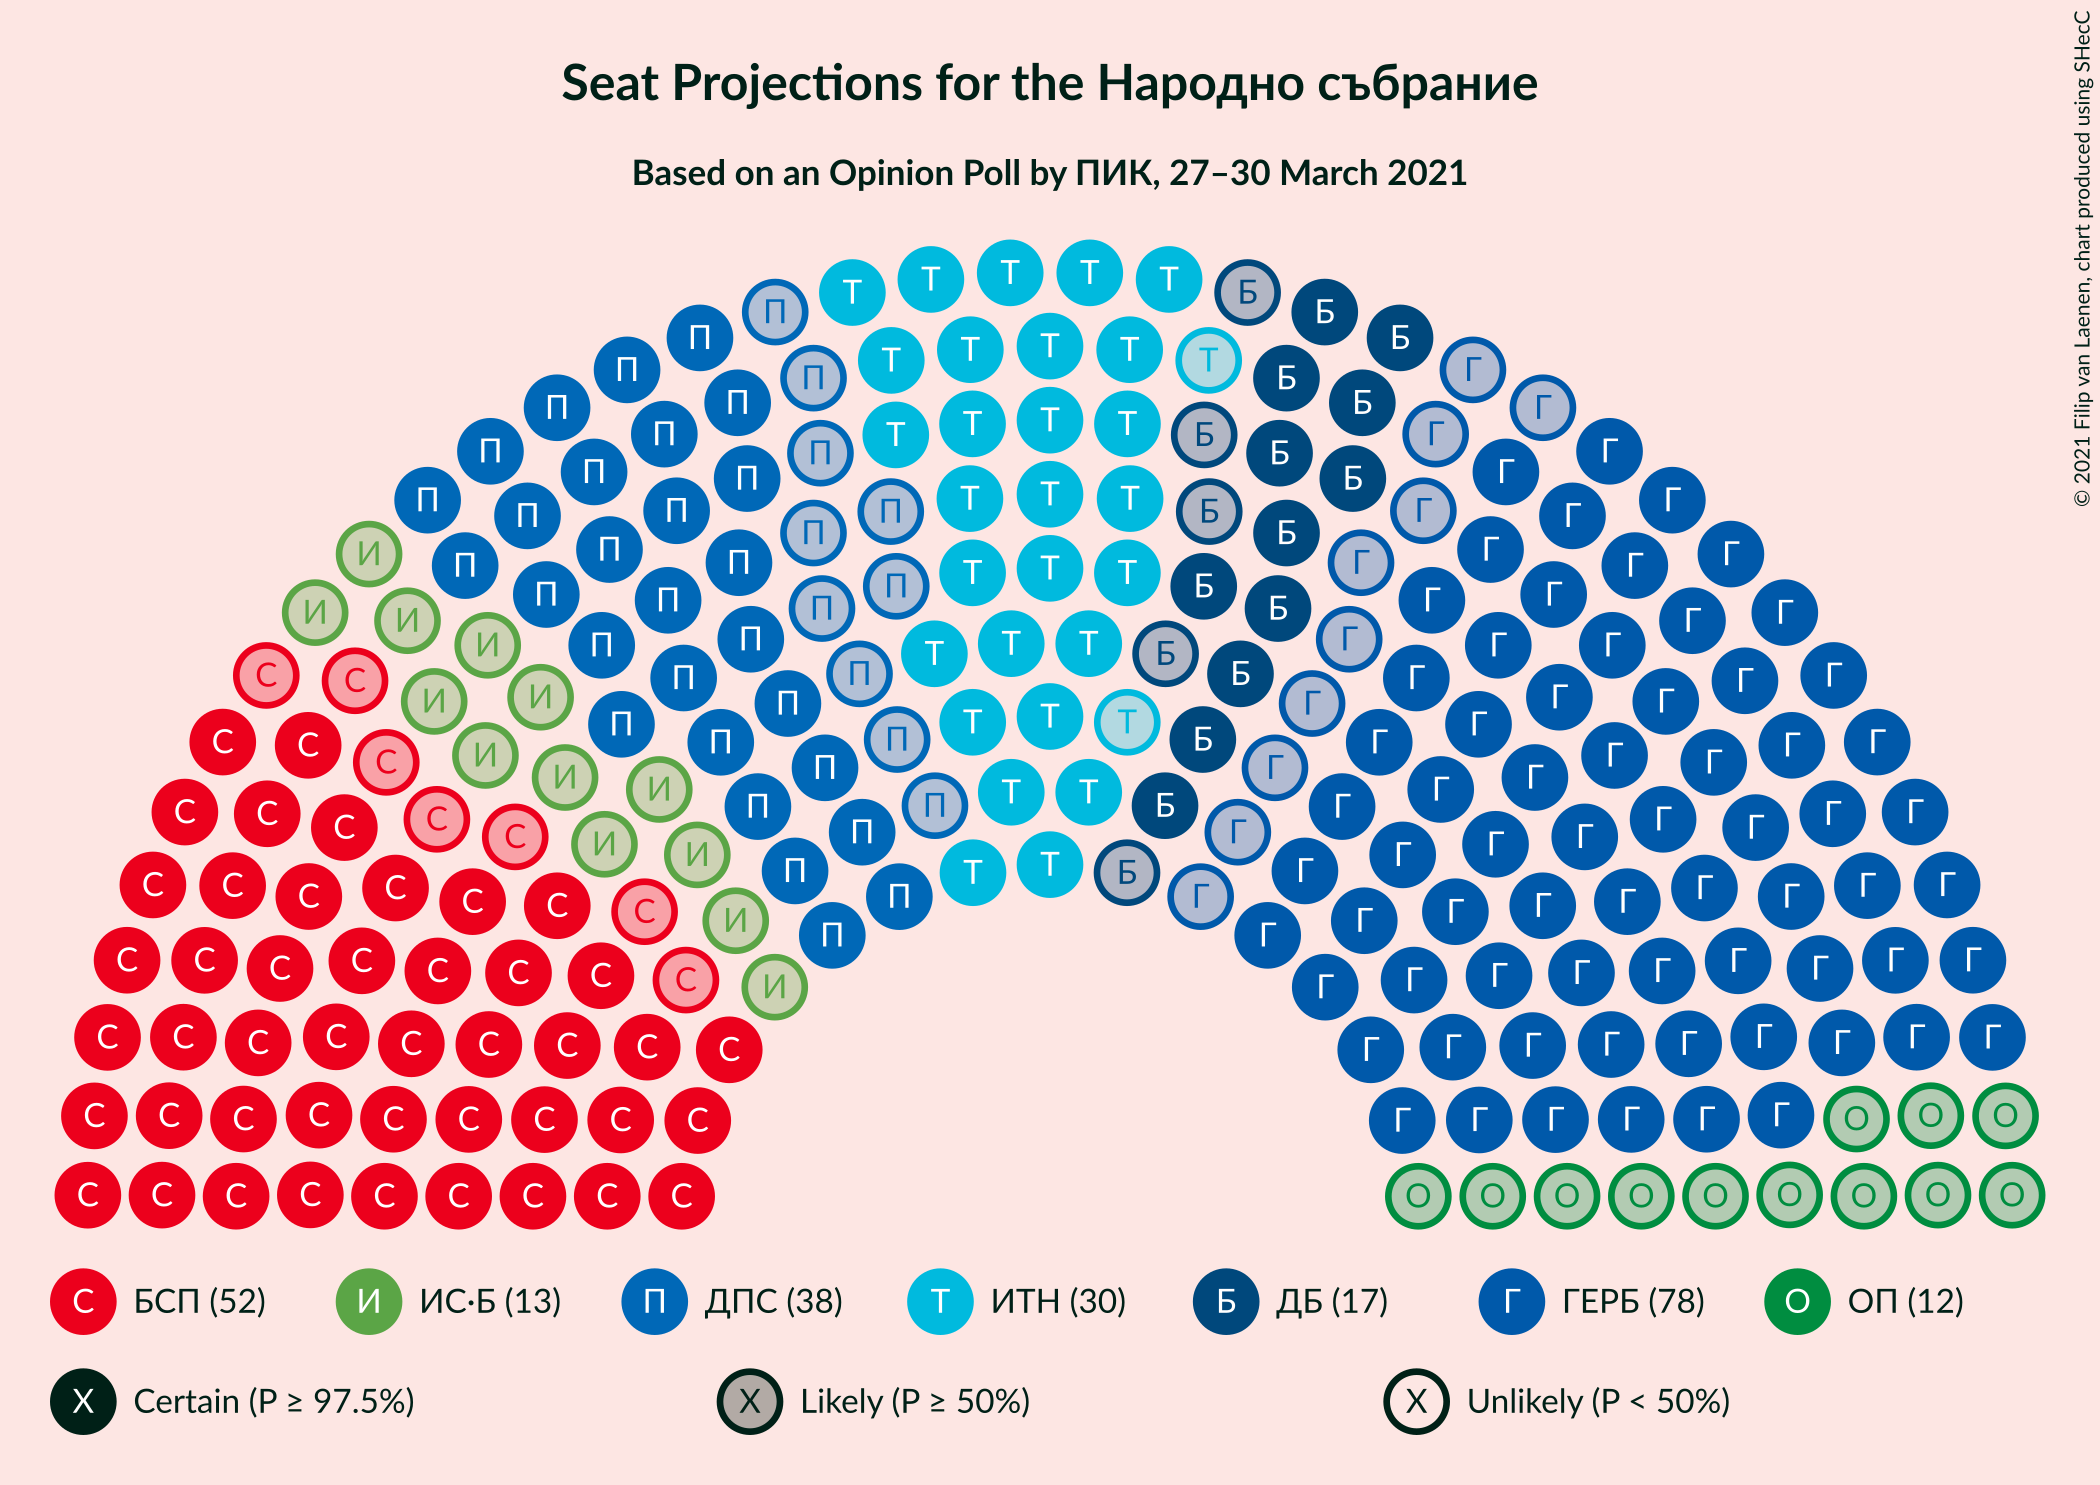 Seat Projections for the Народно събрание
Based on an Opinion Poll by ПИК, 27–30 March 2021
© 2021 Filip van Laenen, chart produced using SHecC
С БСП (52) И ИС·Б (13) П ДПС (38) Т ИТН (30) Б ДБ (17) Г ГЕРБ (78) О ОП (12)
X Certain (P ≥ 97.5%) X Likely (P ≥ 50%) X Unlikely (P < 50%)